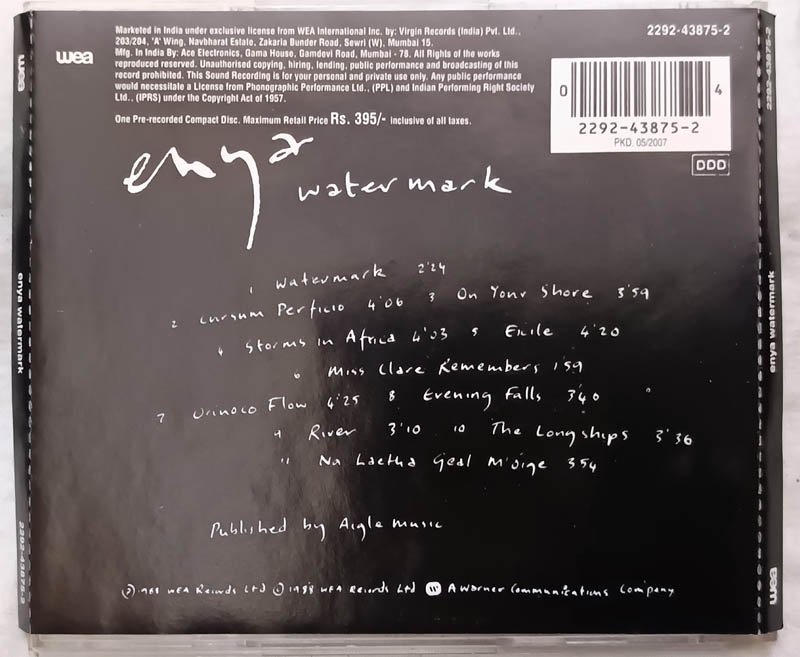 Marketed in India under exclusive license from WEA International Inc. by: Virgin Records (India) Pvt. Ltd.,
203/204, 'A' Wing, Navbharat Estate, Zakaria Bunder Road, Sewri (W), Mumbai 15.
Mfg. In India By: Ace Electronics, Gama House, Gamdevi Road, Mumbai - 78. All Rights of the works
reproduced reserved. Unauthorised copying, hiring, lending, public performance and broadcasting of this
record prohibited. This Sound Recording is for your personal and private use only. Any public performance
would necessitate a License from Phonographic Performance Ltd., (PPL) and Indian Performing Right Society
Ltd., (IPRS) under the Copyright Act of 1957.
One Pre-recorded Compact Disc. Maximum Retail Price Rs. 395/- inclusive of all taxes.
wea
2292-43875-2
0 4
2292-43875-2
PKD. 05/2007
DDD
enya
watermark
1 Watermark 2'24
2 Cursum Perficio 4'06 3 On Your Shore 3'59
4 Storms in Africa 4'03 5 Exile 4'20
6 Miss Clare Remembers 1'59
7 Orinoco Flow 4'25 8 Evening Falls 3'40
9 River 3'10 10 The Longships 3'36
11 Na Laetha Geal M'óige 3'54
Published by Aigle Music
℗ 1988 WEA Records Ltd © 1988 WEA Records Ltd W A Warner Communications Company
wea
enya watermark
2292-43875-2
2292-43875-2
enya watermark
wea